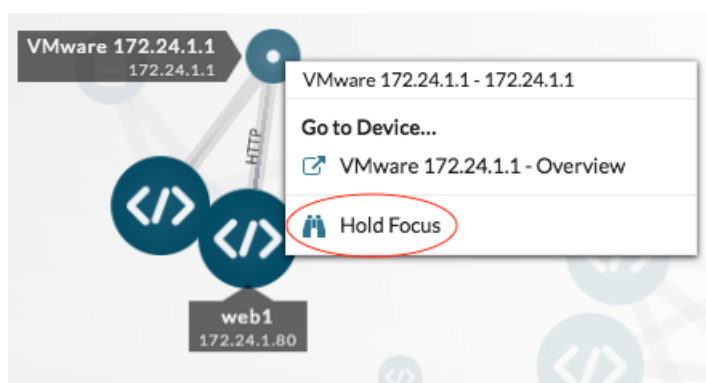 VMware 172.24.1.1
172.24.1.1
VMware 172.24.1.1 - 172.24.1.1
Go to Device...
VMware 172.24.1.1 - Overview
Hold Focus
HTTP
</>
</>
web1
172.24.1.80
</>
</>